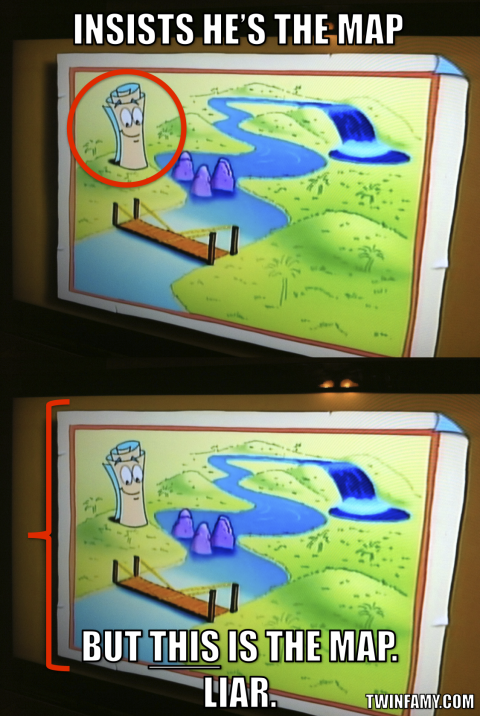 INSISTS HE'S THE MAP
BUT THIS IS THE MAP.
LIAR.
TWINFAMY.COM